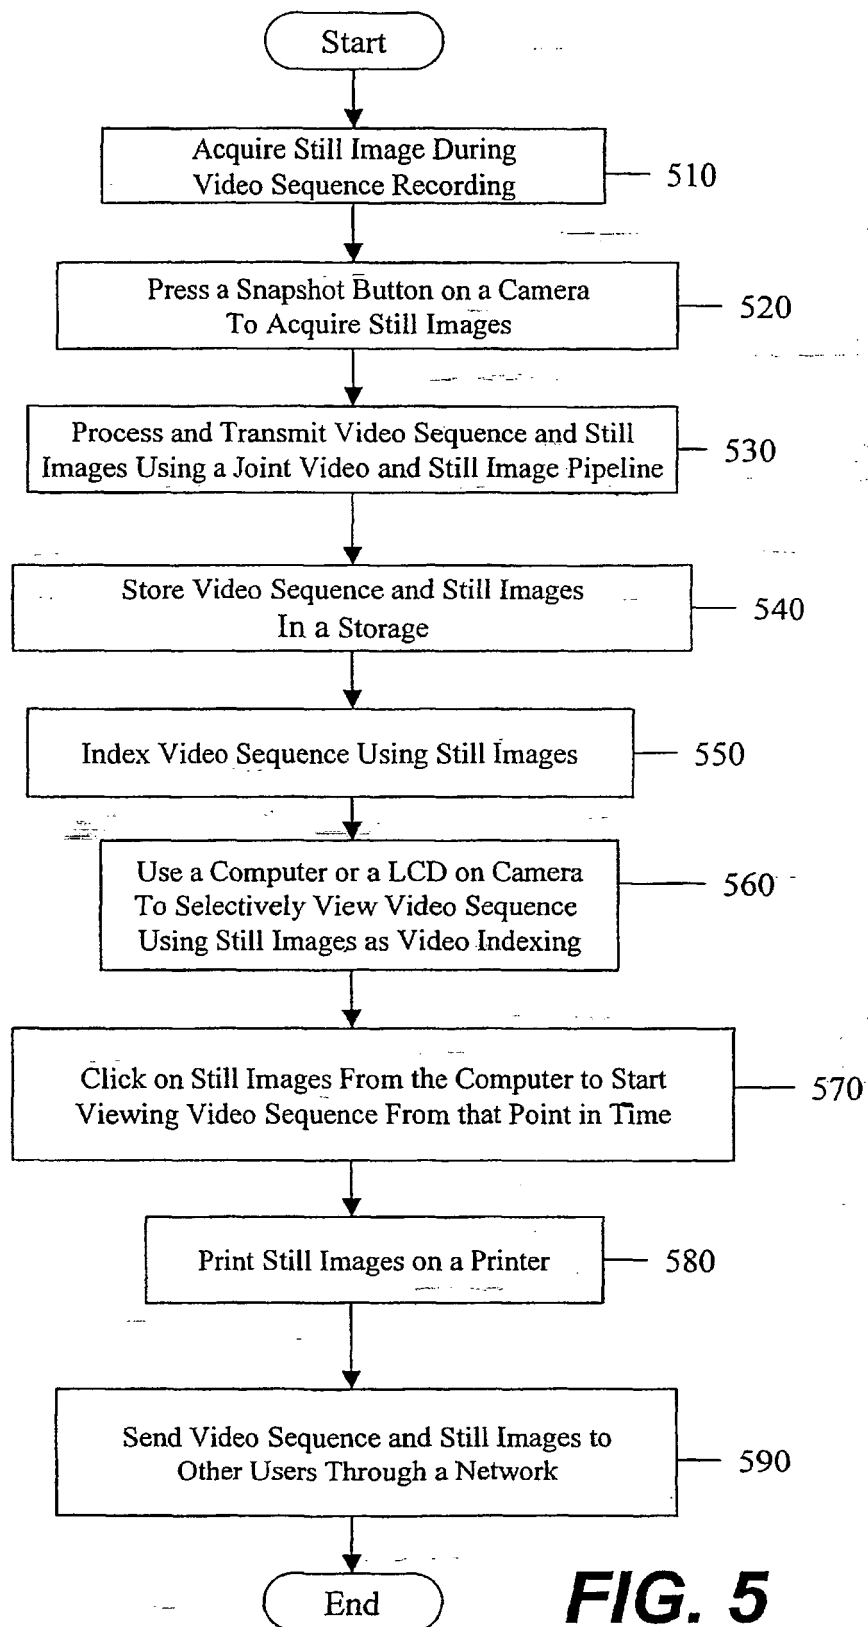 Start
Acquire Still Image During
Video Sequence Recording
510
Press a Snapshot Button on a Camera
To Acquire Still Images
520
Process and Transmit Video Sequence and Still
Images Using a Joint Video and Still Image Pipeline
530
Store Video Sequence and Still Images
In a Storage
540
Index Video Sequence Using Still Images
550
Use a Computer or a LCD on Camera
To Selectively View Video Sequence
Using Still Images as Video Indexing
560
Click on Still Images From the Computer to Start
Viewing Video Sequence From that Point in Time
570
Print Still Images on a Printer
580
Send Video Sequence and Still Images to
Other Users Through a Network
590
End
FIG. 5